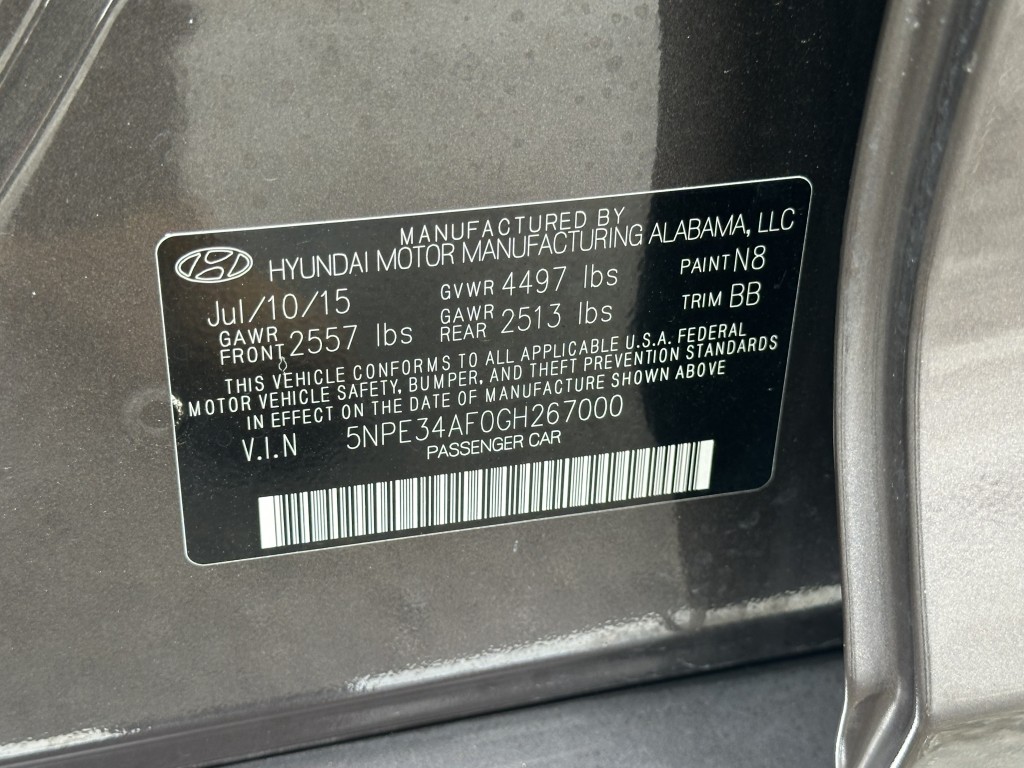 MANUFACTURED BY
HYUNDAI MOTOR MANUFACTURING ALABAMA, LLC
Jul/10/15 GVWR 4497 lbs PAINT N8
GAWR FRONT 2557 lbs GAWR REAR 2513 lbs TRIM BB
THIS VEHICLE CONFORMS TO ALL APPLICABLE U.S.A. FEDERAL
MOTOR VEHICLE SAFETY, BUMPER, AND THEFT PREVENTION STANDARDS
IN EFFECT ON THE DATE OF MANUFACTURE SHOWN ABOVE
V.I.N 5NPE34AF0GH267000
PASSENGER CAR